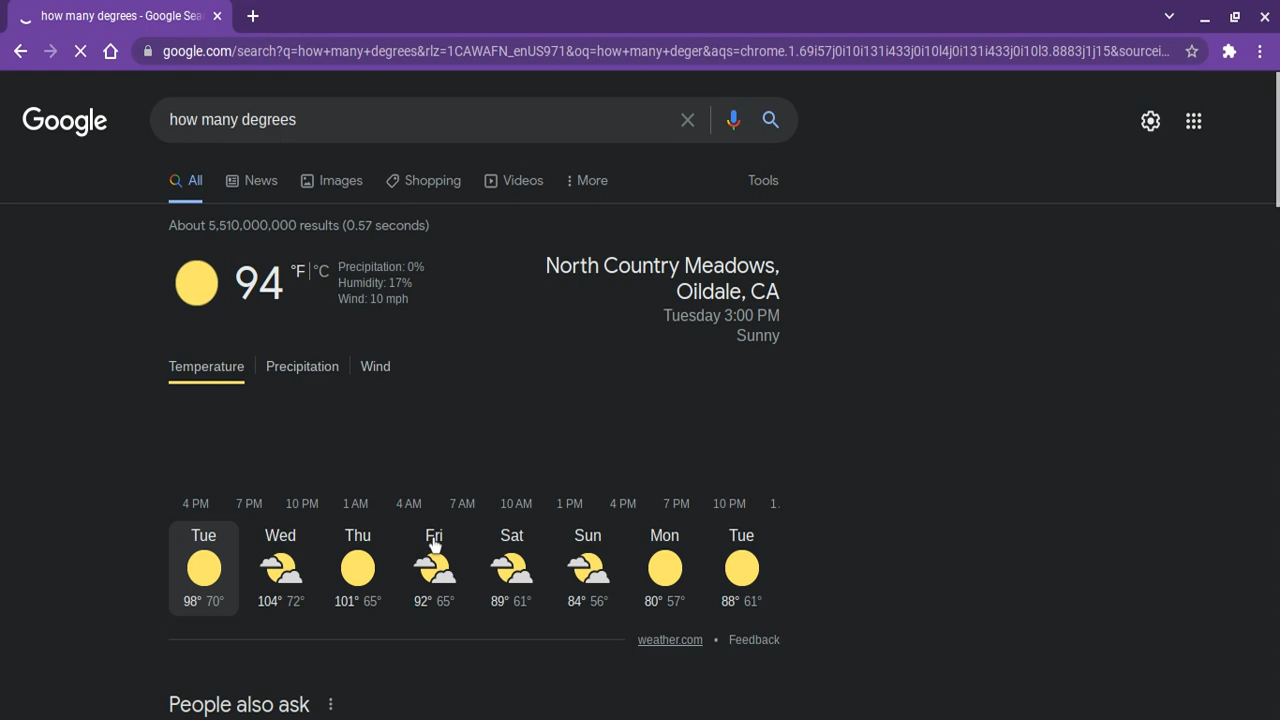 how many degrees - Google Sea
google.com/search?q=how+many+degrees&rlz=1CAWAFN_enUS971&oq=how+many+deger&aqs=chrome.1.69i57j0i10i131i433j0i10l4j0i131i433j0i10l3.8883j1j15&sourcei...
Google
how many degrees
All News Images Shopping Videos More Tools
About 5,510,000,000 results (0.57 seconds)
94 °F | °C
Precipitation: 0%
Humidity: 17%
Wind: 10 mph
North Country Meadows,
Oildale, CA
Tuesday 3:00 PM
Sunny
Temperature Precipitation Wind
4 PM 7 PM 10 PM 1 AM 4 AM 7 AM 10 AM 1 PM 4 PM 7 PM 10 PM 1.
Tue Wed Thu Fri Sat Sun Mon Tue
98° 70° 104° 72° 101° 65° 92° 65° 89° 61° 84° 56° 80° 57° 88° 61°
weather.com • Feedback
People also ask